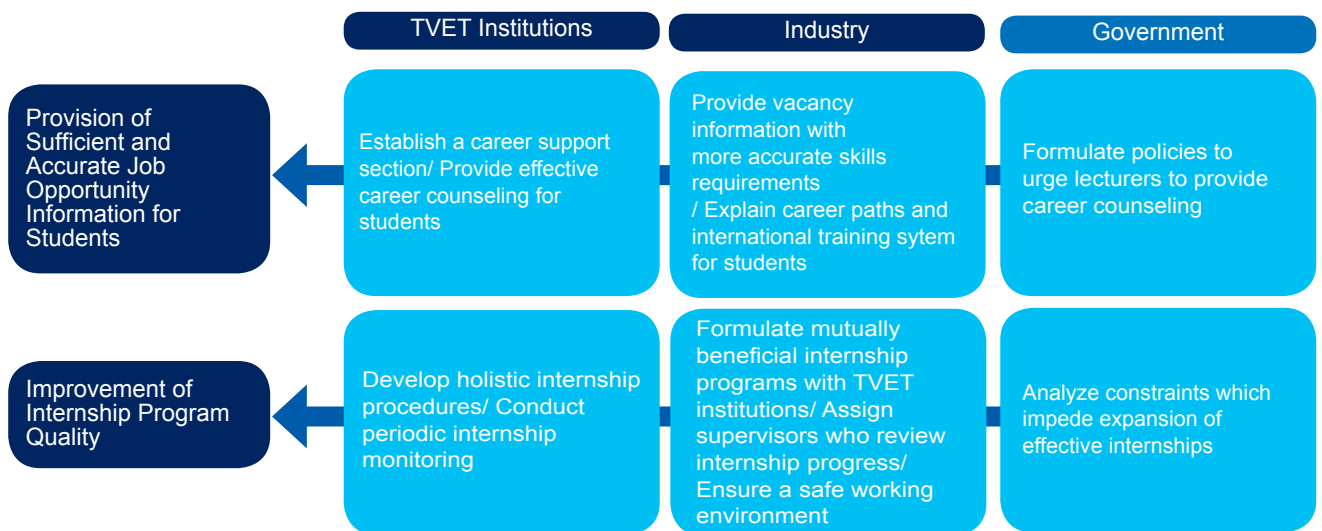 TVET Institutions
Industry
Government
Provision of
Sufficient and
Accurate Job
Opportunity
Information for
Students
Establish a career support
section/ Provide effective
career counseling for
students
Provide vacancy
information with
more accurate skills
requirements
/ Explain career paths and
international training sytem
for students
Formulate policies to
urge lecturers to provide
career counseling
Improvement of
Internship Program
Quality
Develop holistic internship
procedures/ Conduct
periodic internship
monitoring
Formulate mutually
beneficial internship
programs with TVET
institutions/ Assign
supervisors who review
internship progress/
Ensure a safe working
environment
Analyze constraints which
impede expansion of
effective internships